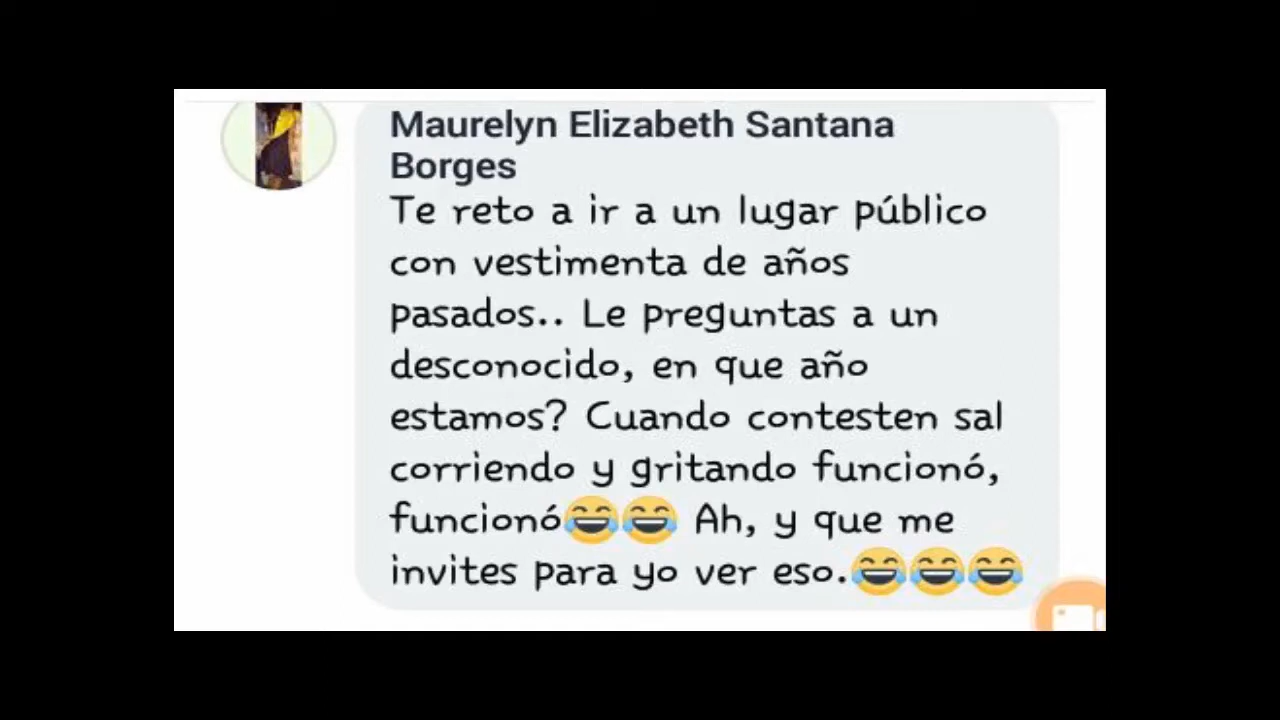 Maurelyn Elizabeth Santana
Borges
Te reto a ir a un lugar público
con vestimenta de años
pasados.. Le preguntas a un
desconocido, en que año
estamos? Cuando contesten sal
corriendo y gritando funcionó,
funcionó😂😂 Ah, y que me
invites para yo ver eso.😂😂😂